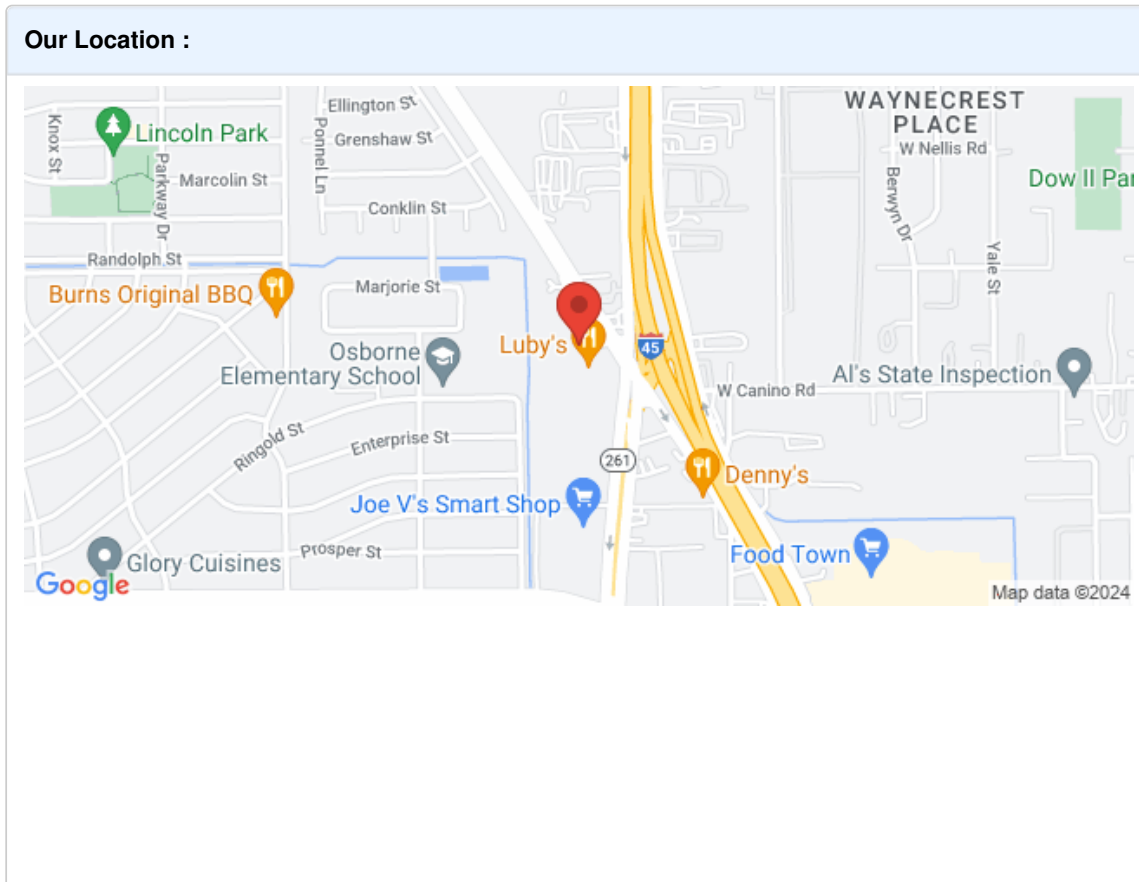 Our Location :
WAYNECREST
PLACE
Ellington St
Knox St
Lincoln Park
Ponnel Ln
Grenshaw St
W Nellis Rd
Parkway Dr
Marcolin St
Berwyn Dr
Dow II Par
Conklin St
Randolph St
Yale St
Burns Original BBQ
Marjorie St
Luby's
45
Osborne
Elementary School
Al's State Inspection
W Canino Rd
Ringold St
Enterprise St
261
Denny's
Joe V's Smart Shop
Prosper St
Food Town
Glory Cuisines
Google
Map data ©2024